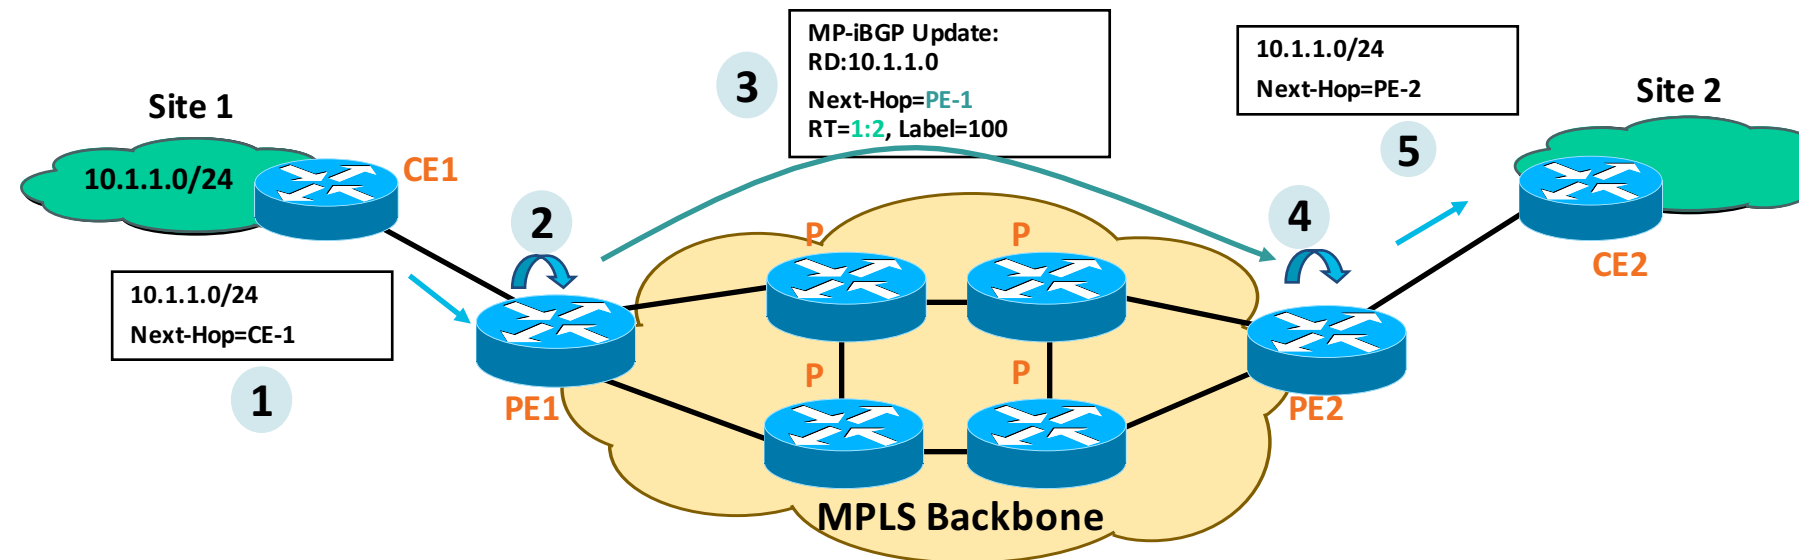 Site 1
10.1.1.0/24
CE1
10.1.1.0/24
Next-Hop=CE-1
1
2
PE1
3
MP-iBGP Update:
RD:10.1.1.0
Next-Hop=PE-1
RT=1:2, Label=100
P
P
P
P
MPLS Backbone
4
PE2
10.1.1.0/24
Next-Hop=PE-2
5
Site 2
CE2